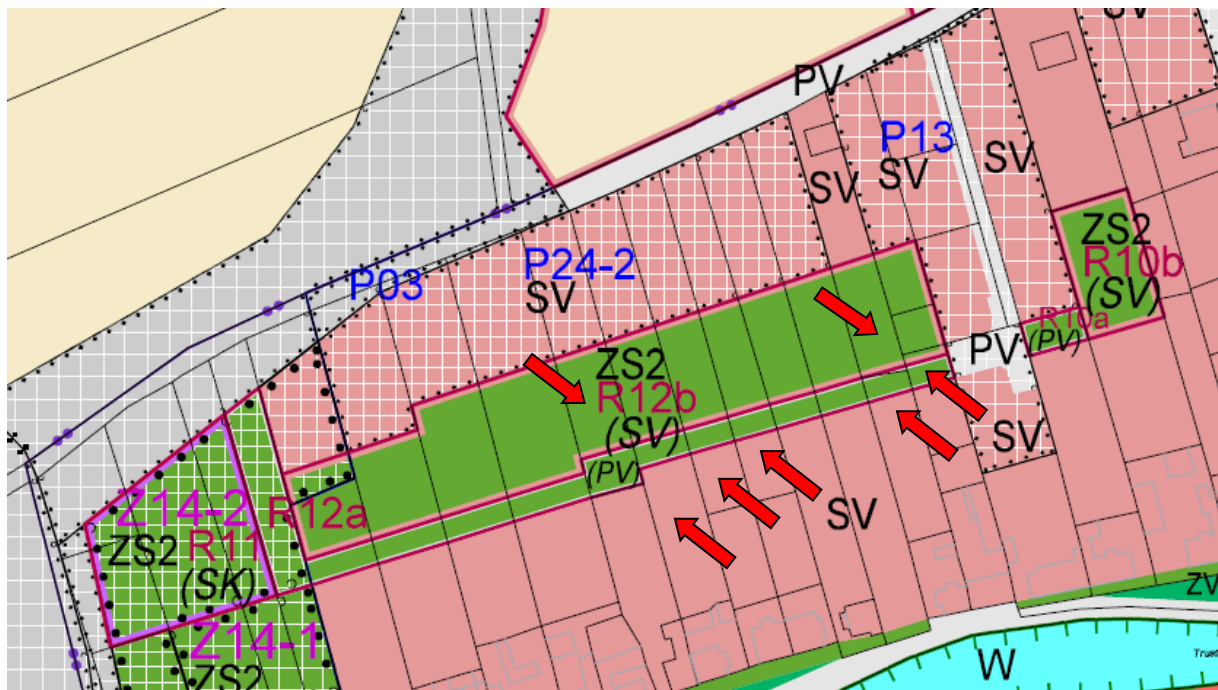 SV
PV
P13
SV
SV
SV
ZS2
R10b
(SV)
R10a
(PV)
P24-2
SV
P03
PV
ZS2
R12b
(SV)
(PV)
SV
SV
Z14-2
R12a
ZS2
R11
(SK)
Z14-1
ZS2
ZV
W
Trust